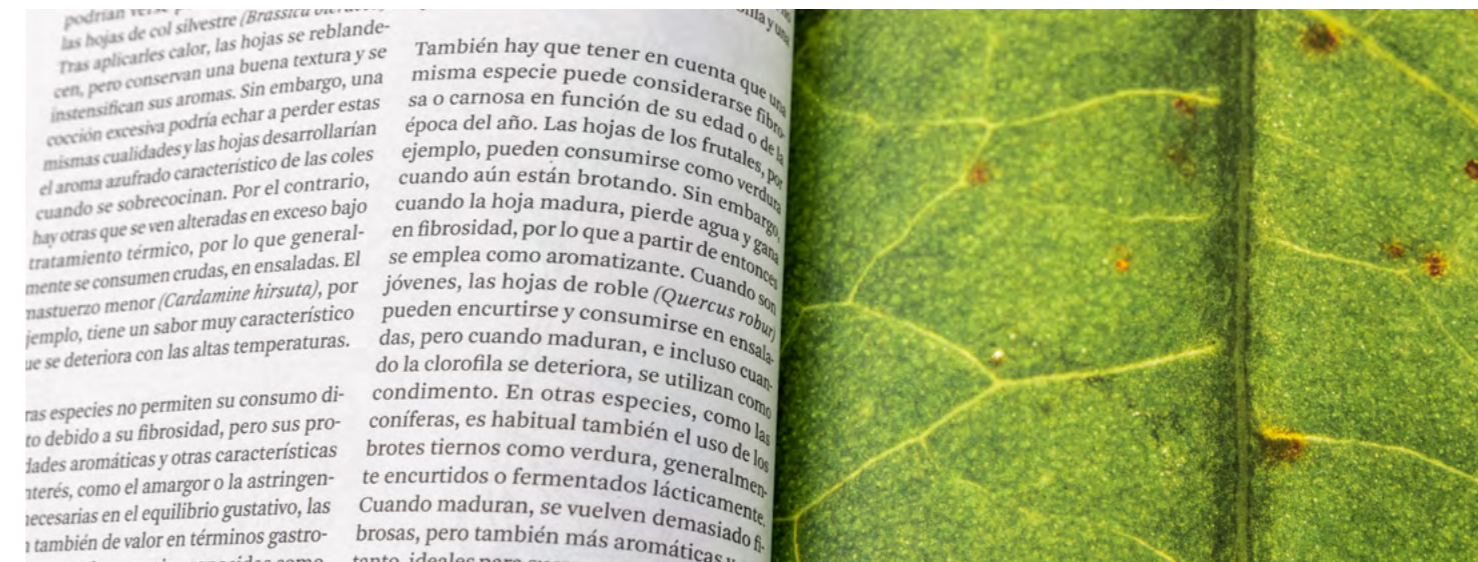 podrían
las hojas de col silvestre (Brassica
Tras aplicarles calor, las hojas se reblande-
cen, pero conservan una buena textura y se
instensifican sus aromas. Sin embargo, una
cocción excesiva podría echar a perder estas
mismas cualidades y las hojas desarrollarían
el aroma azufrado característico de las coles
cuando se sobrecocinan. Por el contrario,
hay otras que se ven alteradas en exceso bajo
tratamiento térmico, por lo que general-
mente se consumen crudas, en ensaladas. El
mastuerzo menor (Cardamine hirsuta), por
ejemplo, tiene un sabor muy característico
que se deteriora con las altas temperaturas.
ras especies no permiten su consumo di-
to debido a su fibrosidad, pero sus pro-
dades aromáticas y otras características
nterés, como el amargor o la astringen-
necesarias en el equilibrio gustativo, las
n también de valor en términos gastro-
como
y una
También hay que tener en cuenta que una
misma especie puede considerarse fibro-
sa o carnosa en función de su edad o de la
época del año. Las hojas de los frutales, por
ejemplo, pueden consumirse como verdura
cuando aún están brotando. Sin embargo,
cuando la hoja madura, pierde agua y gana
en fibrosidad, por lo que a partir de entonces
se emplea como aromatizante. Cuando son
jóvenes, las hojas de roble (Quercus robur)
pueden encurtirse y consumirse en ensala-
das, pero cuando maduran, e incluso cuan-
do la clorofila se deteriora, se utilizan como
condimento. En otras especies, como las
coníferas, es habitual también el uso de los
brotes tiernos como verdura, generalmen-
te encurtidos o fermentados lácticamente.
Cuando maduran, se vuelven demasiado fi-
brosas, pero también más aromáticas y
tanto, ideales para